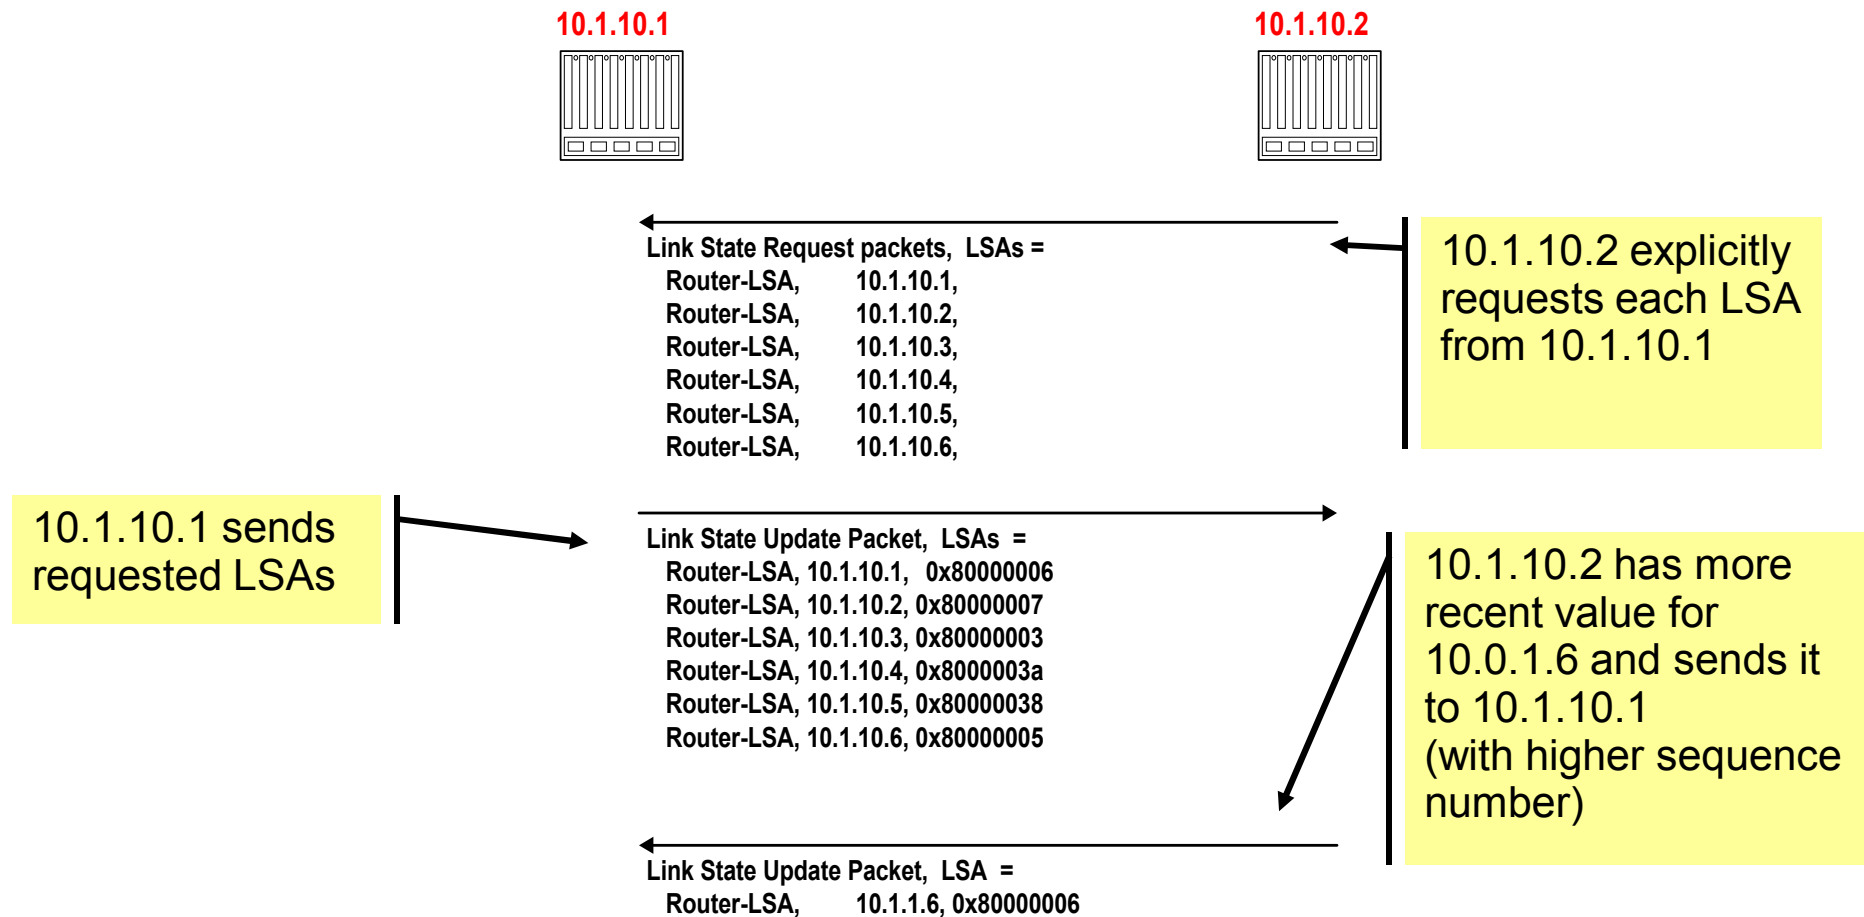 10.1.10.1
10.1.10.2
Link State Request packets, LSAs =
Router-LSA, 10.1.10.1,
Router-LSA, 10.1.10.2,
Router-LSA, 10.1.10.3,
Router-LSA, 10.1.10.4,
Router-LSA, 10.1.10.5,
Router-LSA, 10.1.10.6,
10.1.10.2 explicitly
requests each LSA
from 10.1.10.1
10.1.10.1 sends
requested LSAs
Link State Update Packet, LSAs =
Router-LSA, 10.1.10.1, 0x80000006
Router-LSA, 10.1.10.2, 0x80000007
Router-LSA, 10.1.10.3, 0x80000003
Router-LSA, 10.1.10.4, 0x8000003a
Router-LSA, 10.1.10.5, 0x80000038
Router-LSA, 10.1.10.6, 0x80000005
10.1.10.2 has more
recent value for
10.0.1.6 and sends it
to 10.1.10.1
(with higher sequence
number)
Link State Update Packet, LSA =
Router-LSA, 10.1.1.6, 0x80000006